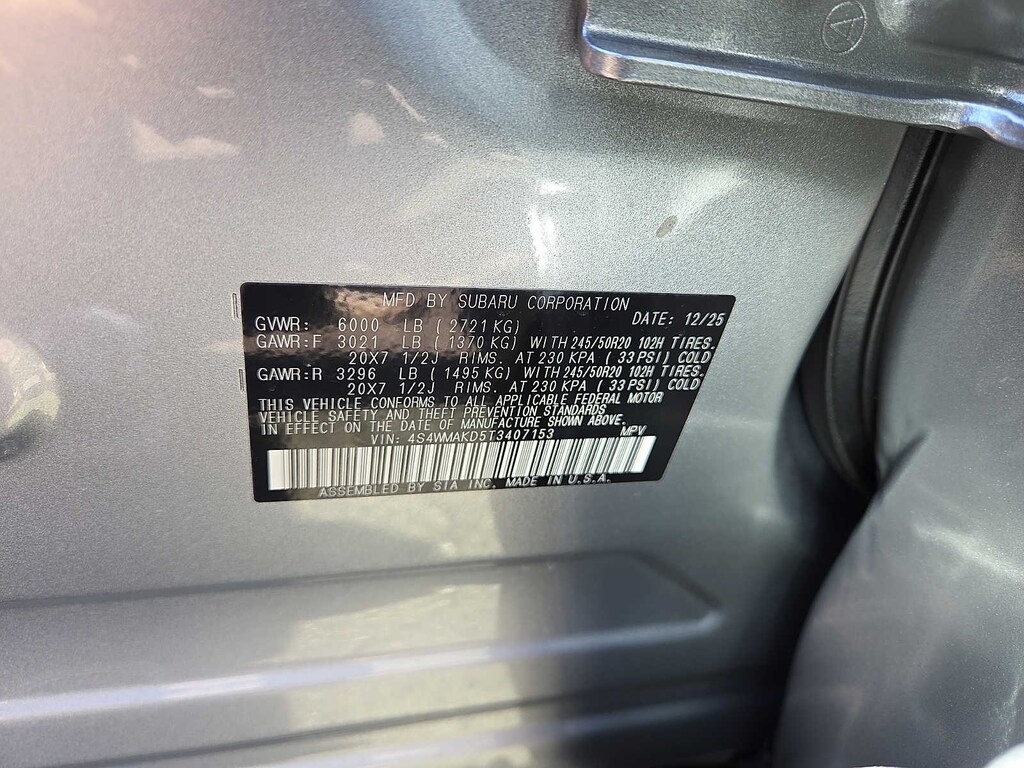 A
MFD BY SUBARU CORPORATION
DATE: 12/25
GVWR: 6000 LB (2721 KG)
GAWR:F 3021 LB (1370 KG) WITH 245/50R20 102H TIRES.
20X7 1/2J RIMS. AT 230 KPA (33 PSI) COLD
GAWR:R 3296 LB (1495 KG) WITH 245/50R20 102H TIRES.
20X7 1/2J RIMS. AT 230 KPA (33 PSI) COLD
THIS VEHICLE CONFORMS TO ALL APPLICABLE FEDERAL MOTOR
VEHICLE SAFETY AND THEFT PREVENTION STANDARDS
IN EFFECT ON THE DATE OF MANUFACTURE SHOWN ABOVE.
VIN: 4S4WMAKD5T3407153 MPV
ASSEMBLED BY SIA INC. MADE IN U.S.A.